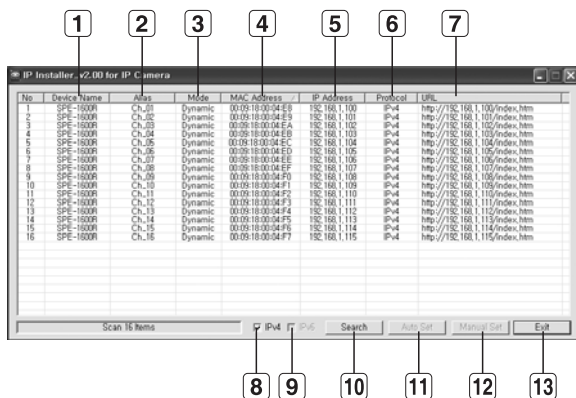 1 2 3 4 5 6 7
IP Installer_v2.00 for IP Camera
No Device Name Alias Mode MAC Address IP Address Protocol URL
1 SPE-1600R Ch_01 Dynamic 00:09:18:00:04:E8 192,168,1,100 IPv4 http://192,168,1,100/index,htm
2 SPE-1600R Ch_02 Dynamic 00:09:18:00:04:E9 192,168,1,101 IPv4 http://192,168,1,101/index,htm
3 SPE-1600R Ch_03 Dynamic 00:09:18:00:04:EA 192,168,1,102 IPv4 http://192,168,1,102/index,htm
4 SPE-1600R Ch_04 Dynamic 00:09:18:00:04:EB 192,168,1,103 IPv4 http://192,168,1,103/index,htm
5 SPE-1600R Ch_05 Dynamic 00:09:18:00:04:EC 192,168,1,104 IPv4 http://192,168,1,104/index,htm
6 SPE-1600R Ch_06 Dynamic 00:09:18:00:04:ED 192,168,1,105 IPv4 http://192,168,1,105/index,htm
7 SPE-1600R Ch_07 Dynamic 00:09:18:00:04:EE 192,168,1,106 IPv4 http://192,168,1,106/index,htm
8 SPE-1600R Ch_08 Dynamic 00:09:18:00:04:EF 192,168,1,107 IPv4 http://192,168,1,107/index,htm
9 SPE-1600R Ch_09 Dynamic 00:09:18:00:04:F0 192,168,1,108 IPv4 http://192,168,1,108/index,htm
10 SPE-1600R Ch_10 Dynamic 00:09:18:00:04:F1 192,168,1,109 IPv4 http://192,168,1,109/index,htm
11 SPE-1600R Ch_11 Dynamic 00:09:18:00:04:F2 192,168,1,110 IPv4 http://192,168,1,110/index,htm
12 SPE-1600R Ch_12 Dynamic 00:09:18:00:04:F3 192,168,1,111 IPv4 http://192,168,1,111/index,htm
13 SPE-1600R Ch_13 Dynamic 00:09:18:00:04:F4 192,168,1,112 IPv4 http://192,168,1,112/index,htm
14 SPE-1600R Ch_14 Dynamic 00:09:18:00:04:F5 192,168,1,113 IPv4 http://192,168,1,113/index,htm
15 SPE-1600R Ch_15 Dynamic 00:09:18:00:04:F6 192,168,1,114 IPv4 http://192,168,1,114/index,htm
16 SPE-1600R Ch_16 Dynamic 00:09:18:00:04:F7 192,168,1,115 IPv4 http://192,168,1,115/index,htm
Scan 16 Items IPv4 IPv6 Search Auto Set Manual Set Exit
8 9 10 11 12 13